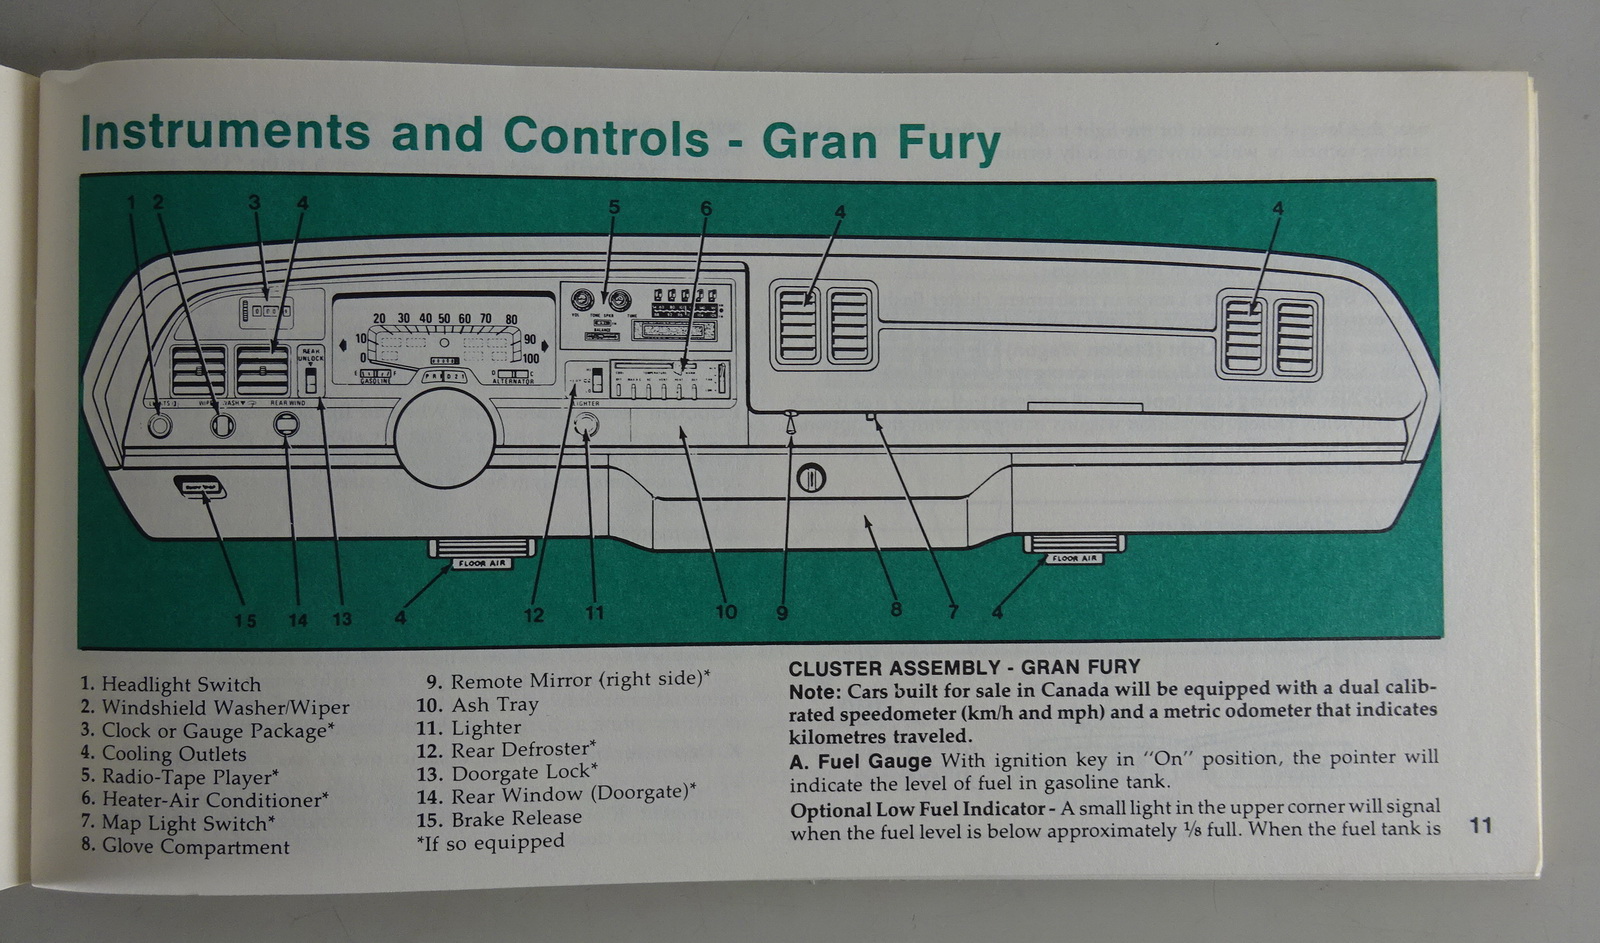 Instruments and Controls - Gran Fury
1 2 3 4 5 6 4 4
20 30 40 50 60 70 80
10 90
0 100
E F
GASOLINE
P R N D 2 1
D C
ALTERNATOR
VOL TONE SPKR TUNE
BALANCE
REAR
UNLOCK
WASH
REAR WIND
LIGHTER
FLOOR AIR
FLOOR AIR
15 14 13 4 12 11 10 9 8 7 4
1. Headlight Switch
2. Windshield Washer/Wiper
3. Clock or Gauge Package*
4. Cooling Outlets
5. Radio-Tape Player*
6. Heater-Air Conditioner*
7. Map Light Switch*
8. Glove Compartment
9. Remote Mirror (right side)*
10. Ash Tray
11. Lighter
12. Rear Defroster*
13. Doorgate Lock*
14. Rear Window (Doorgate)*
15. Brake Release
*If so equipped
CLUSTER ASSEMBLY - GRAN FURY
Note: Cars built for sale in Canada will be equipped with a dual calib-
rated speedometer (km/h and mph) and a metric odometer that indicates
kilometres traveled.
A. Fuel Gauge With ignition key in "On" position, the pointer will
indicate the level of fuel in gasoline tank.
Optional Low Fuel Indicator - A small light in the upper corner will signal
when the fuel level is below approximately ⅛ full. When the fuel tank is
11